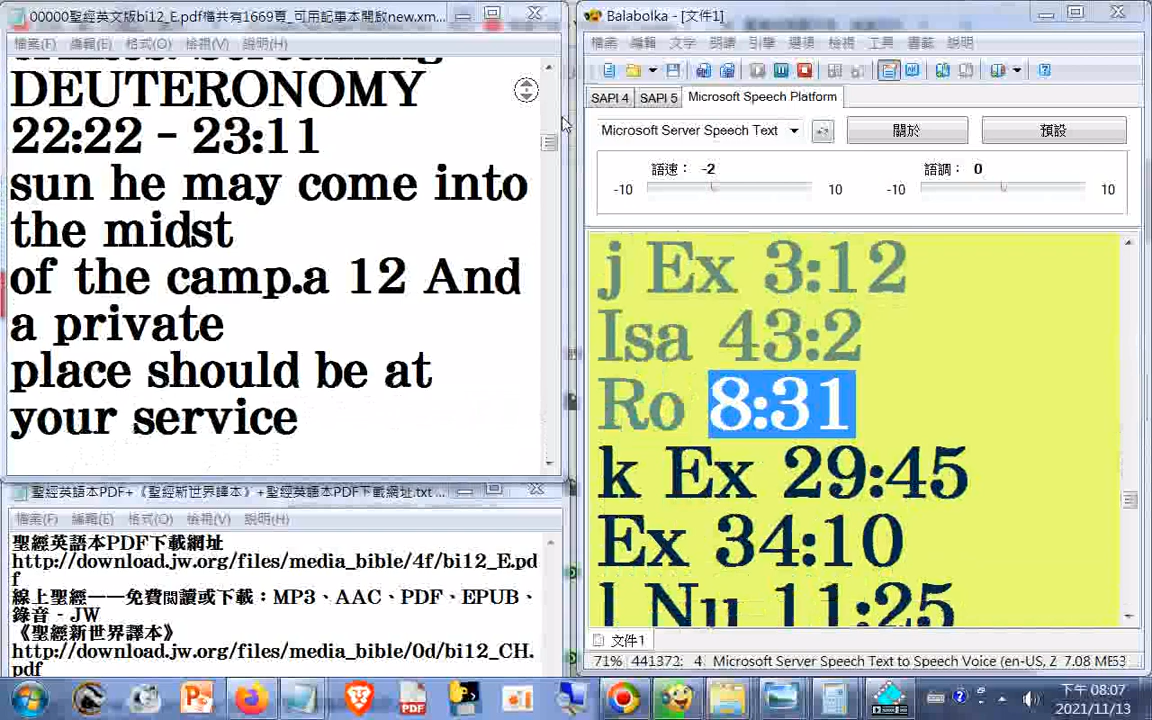 00000聖經英文版bi12_E.pdf檔共有1669頁_可用記事本開啟new.xm...
檔案(F) 編輯(E) 格式(O) 檢視(V) 說明(H)
DEUTERONOMY
22:22 – 23:11
sun he may come into
the midst
of the camp.a 12 And
a private
place should be at
your service
聖經英語本PDF+《聖經新世界譯本》+聖經英語本PDF下載網址.txt ...
檔案(F) 編輯(E) 格式(O) 檢視(V) 說明(H)
聖經英語本PDF下載網址
http://download.jw.org/files/media_bible/4f/bi12_E.pd
f
線上聖經——免費閱讀或下載：MP3、AAC、PDF、EPUB、
錄音 - JW
《聖經新世界譯本》
http://download.jw.org/files/media_bible/0d/bi12_CH.
pdf
Balabolka - [文件1]
檔案 編輯 文字 朗讀 引擎 選項 檢視 工具 書籤 說明
SAPI 4 SAPI 5 Microsoft Speech Platform
Microsoft Server Speech Text 關於 預設
語速： -2 語調： 0
-10 10 -10 10
j Ex 3:12
Isa 43:2
Ro 8:31
k Ex 29:45
Ex 34:10
l Nu 11:25
文件1
71% 441372: 4 Microsoft Server Speech Text to Speech Voice (en-US, Z 7.08 ME53
PDF
下午 08:07
2021/11/13